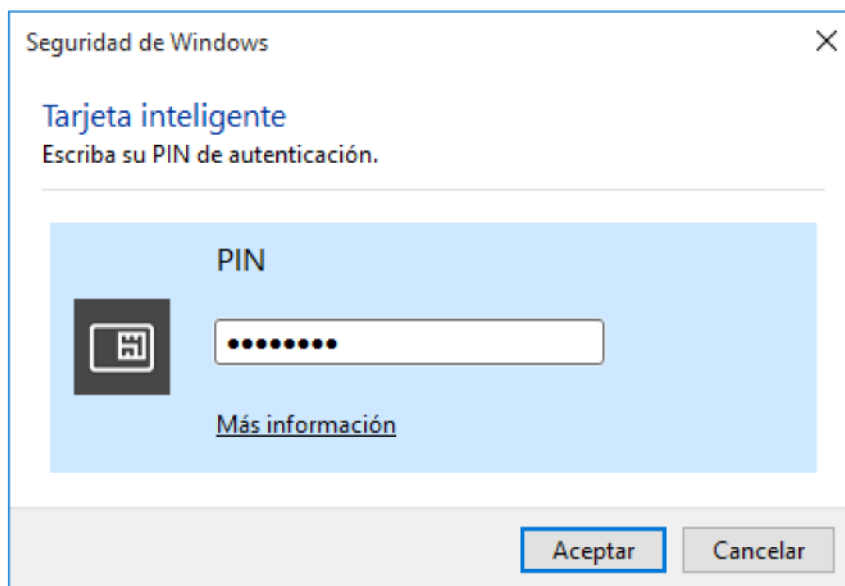 Seguridad de Windows
Tarjeta inteligente
Escriba su PIN de autenticación.
PIN
●●●●●●●●
Más información
Aceptar
Cancelar